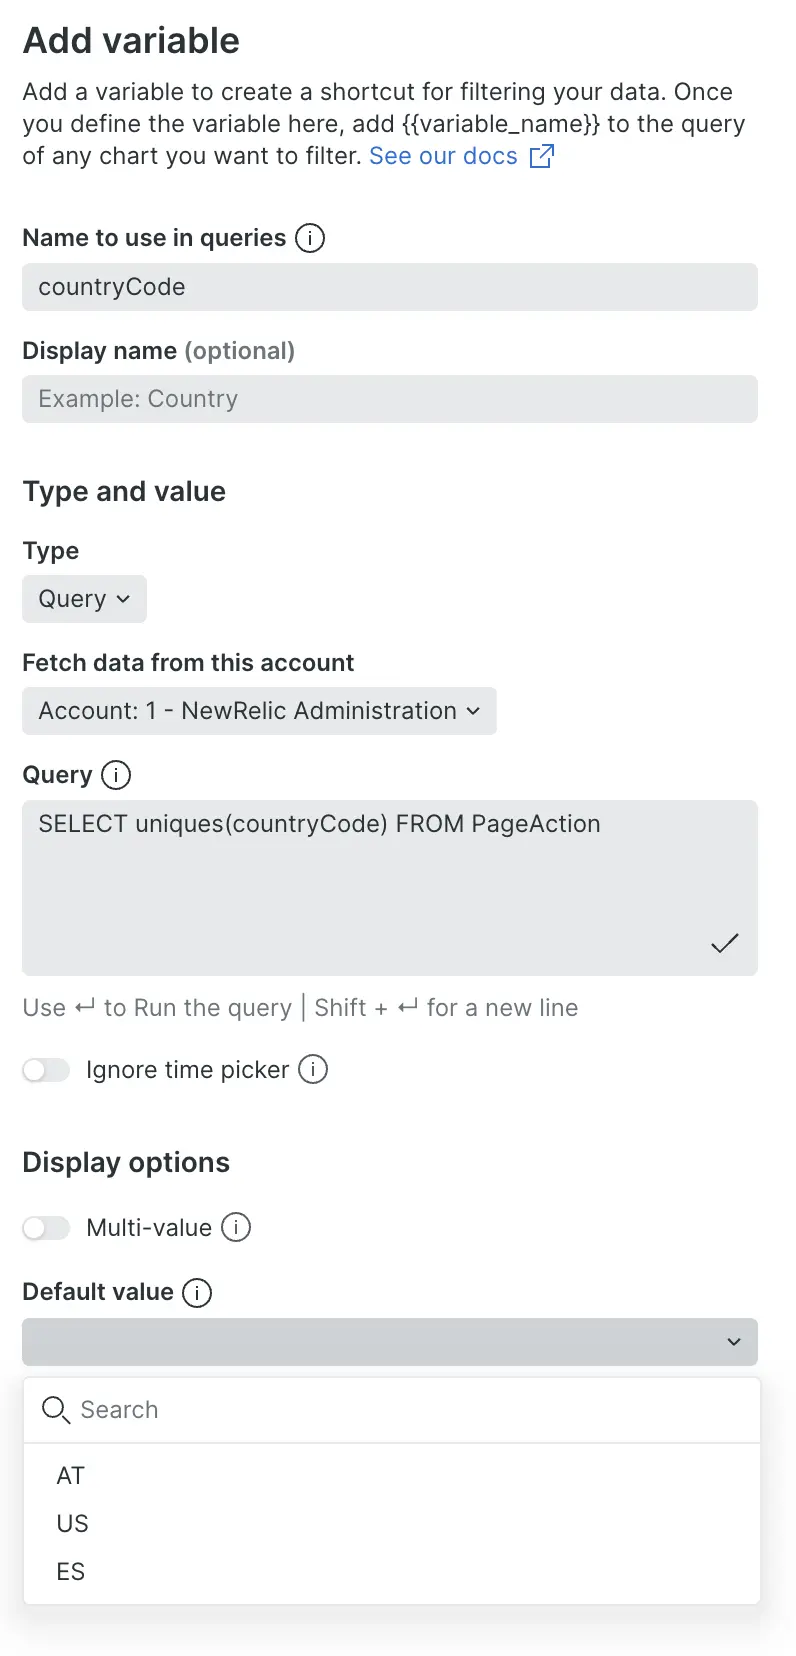 Add variable
Add a variable to create a shortcut for filtering your data. Once
you define the variable here, add {{variable_name}} to the query
of any chart you want to filter. See our docs
Name to use in queries
countryCode
Display name (optional)
Example: Country
Type and value
Type
Query
Fetch data from this account
Account: 1 - NewRelic Administration
Query
SELECT uniques(countryCode) FROM PageAction
Use ↵ to Run the query | Shift + ↵ for a new line
Ignore time picker
Display options
Multi-value
Default value
Search
AT
US
ES